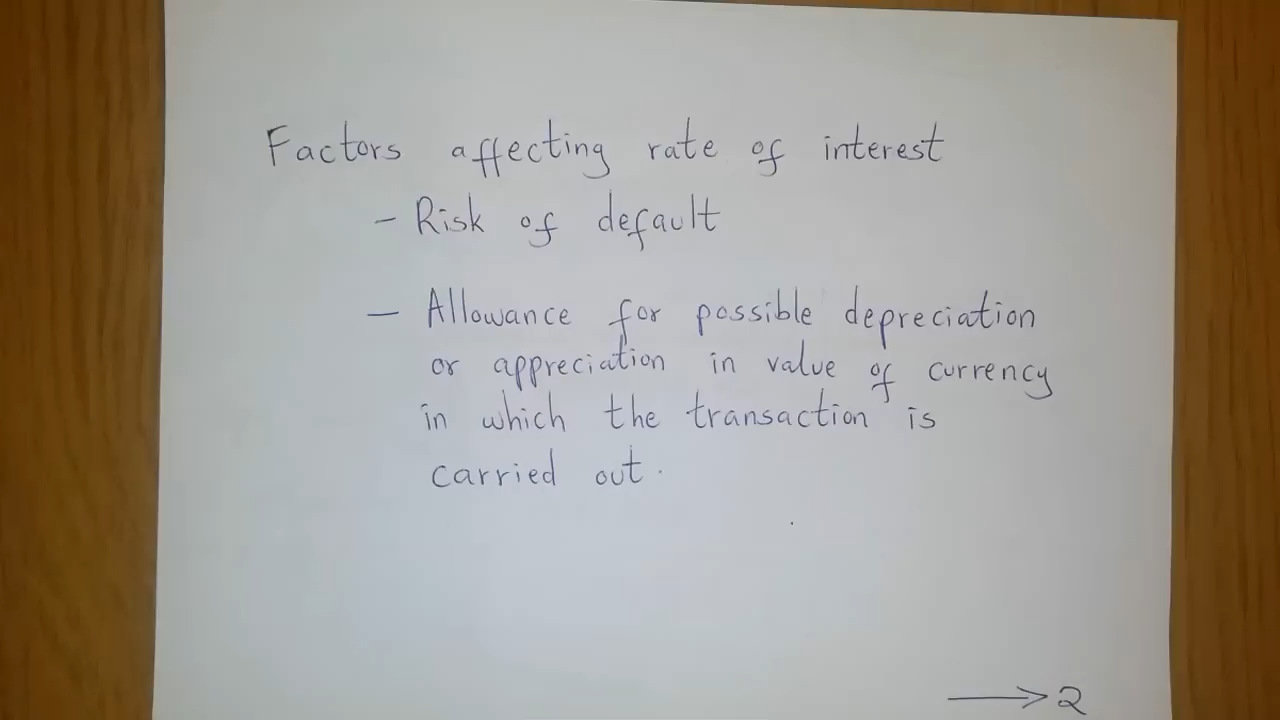 Factors affecting rate of interest
- Risk of default
- Allowance for possible depreciation
or appreciation in value of currency
in which the transaction is
carried out.
→ 2